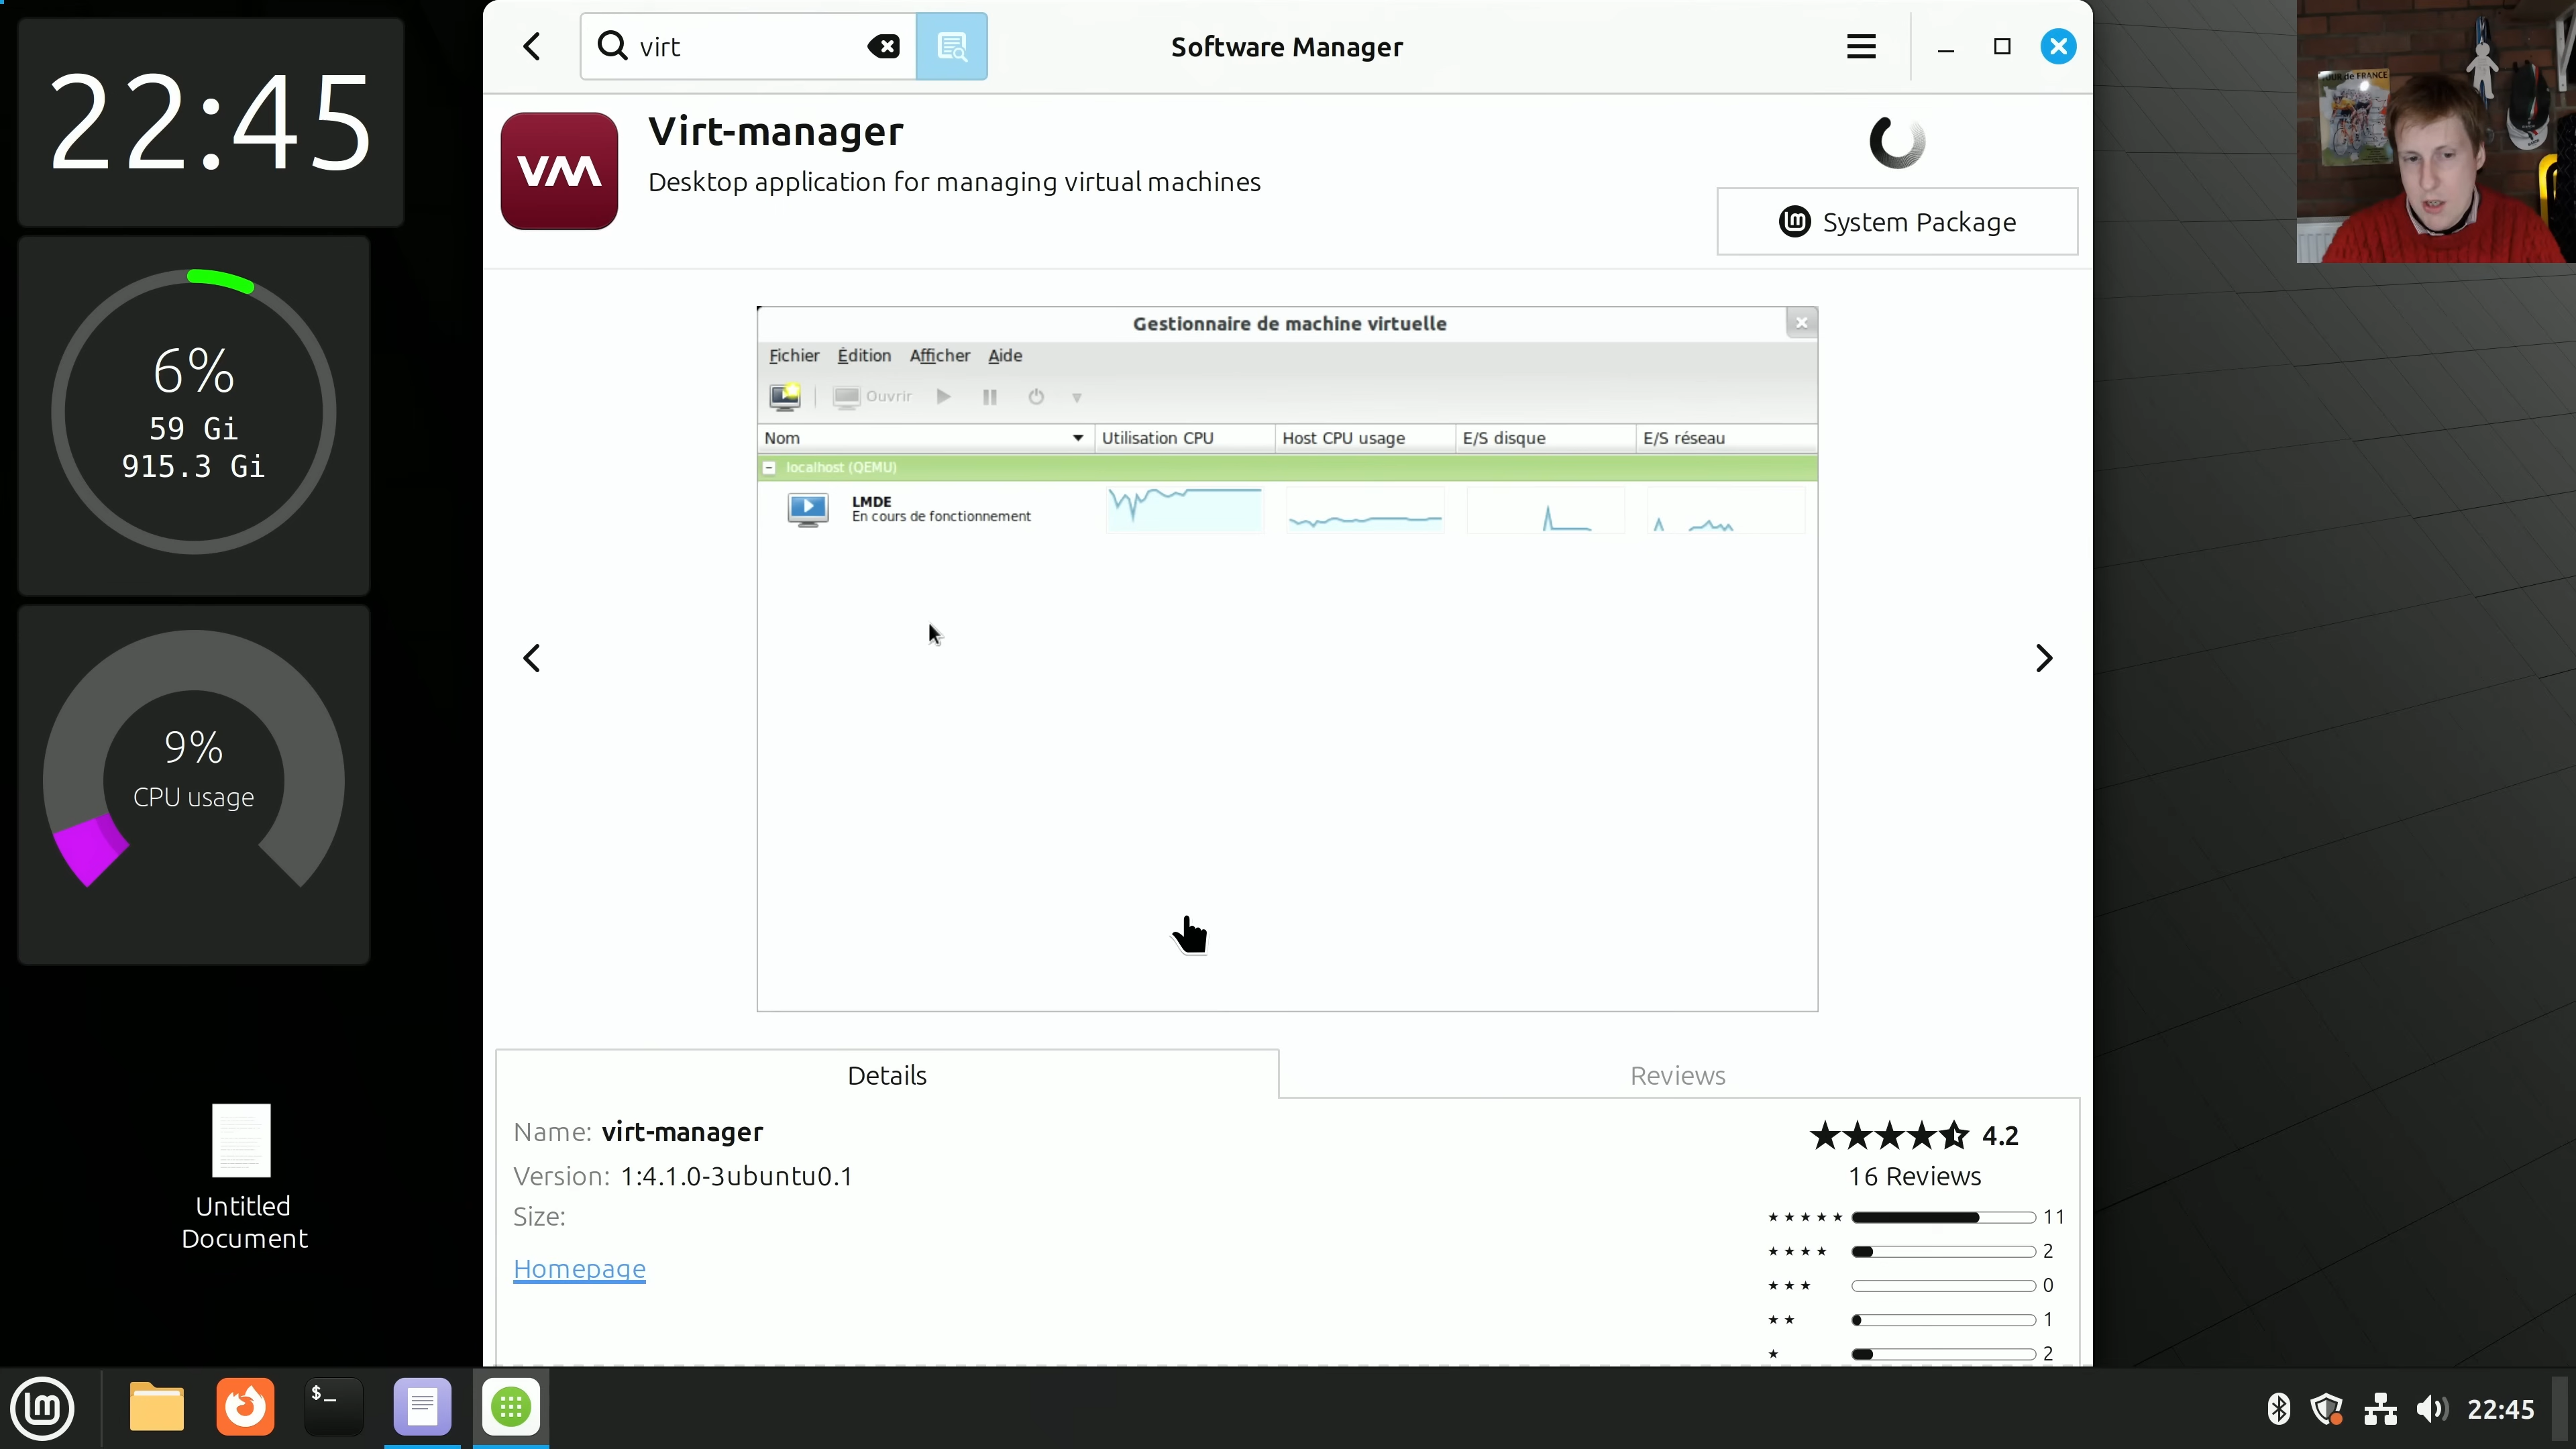 22:45
6%
59 Gi
915.3 Gi
9%
CPU usage
Untitled
Document
virt
Software Manager
Virt-manager
Desktop application for managing virtual machines
System Package
Gestionnaire de machine virtuelle
Fichier Édition Afficher Aide
Ouvrir
Nom Utilisation CPU Host CPU usage E/S disque E/S réseau
localhost (QEMU)
LMDE
En cours de fonctionnement
Details
Reviews
Name: virt-manager
Version: 1:4.1.0-3ubuntu0.1
Size:
Homepage
4.2
16 Reviews
11
2
0
1
2
TOUR de FRANCE
$_
22:45